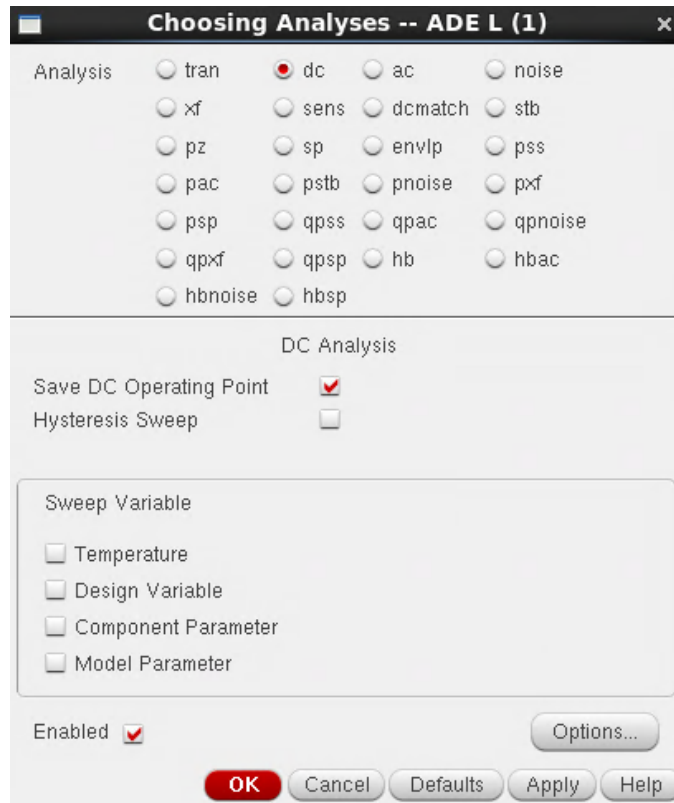 Choosing Analyses -- ADE L (1)
Analysis tran dc ac noise
xf sens dcmatch stb
pz sp envlp pss
pac pstb pnoise pxf
psp qpss qpac qpnoise
qpxf qpsp hb hbac
hbnoise hbsp
DC Analysis
Save DC Operating Point
Hysteresis Sweep
Sweep Variable
Temperature
Design Variable
Component Parameter
Model Parameter
Enabled Options...
OK Cancel Defaults Apply Help